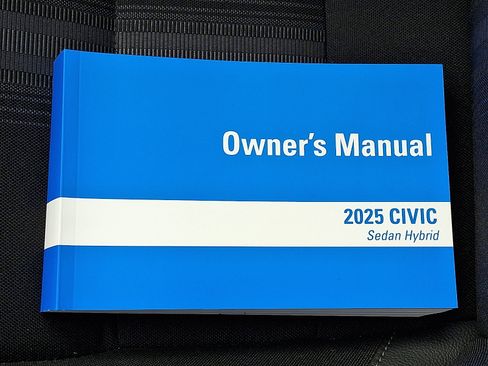 Owner's Manual
2025 CIVIC
Sedan Hybrid